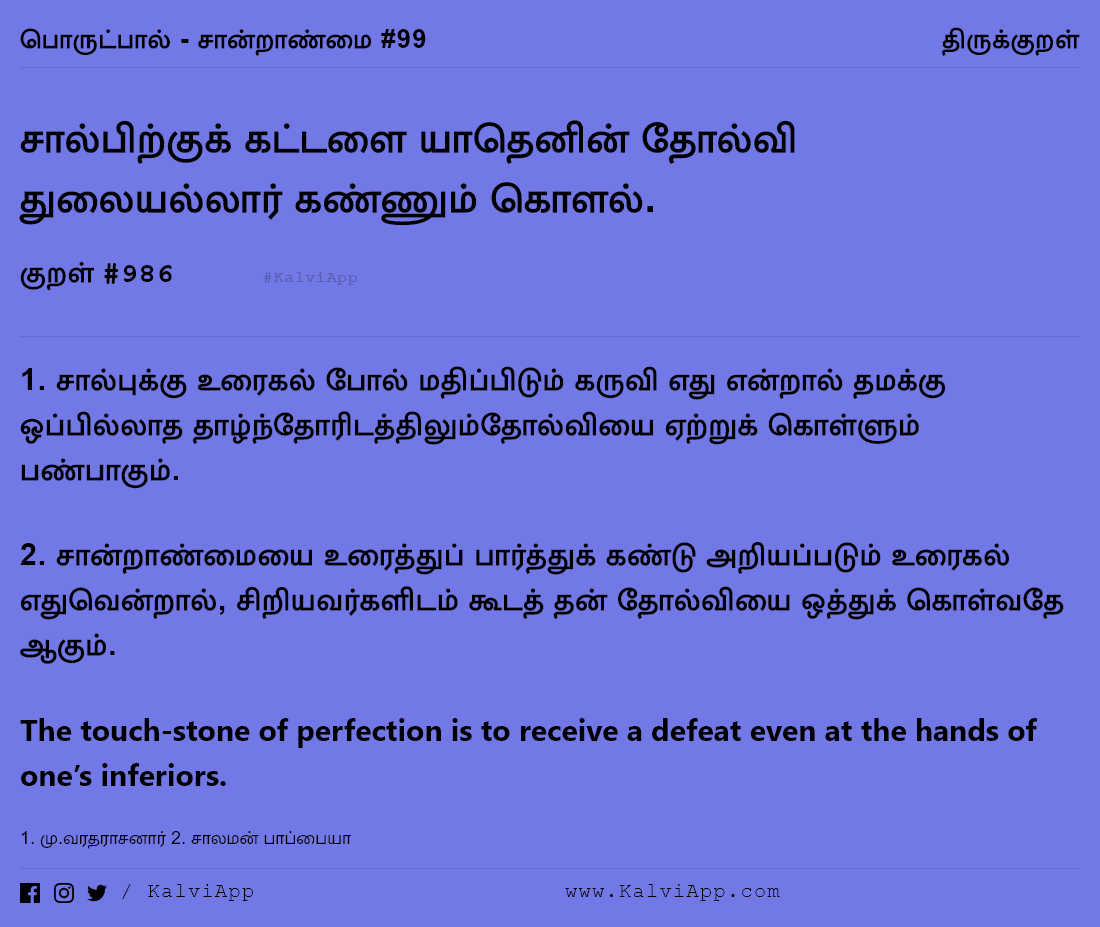 பொருட்பால் - சான்றாண்மை #99
திருக்குறள்
சால்பிற்குக் கட்டளை யாதெனின் தோல்வி
துலையல்லார் கண்ணும் கொளல்.
குறள் #986
#KalviApp
1. சால்புக்கு உரைகல் போல் மதிப்பிடும் கருவி எது என்றால் தமக்கு
ஒப்பில்லாத தாழ்ந்தோரிடத்திலும்தோல்வியை ஏற்றுக் கொள்ளும்
பண்பாகும்.
2. சான்றாண்மையை உரைத்துப் பார்த்துக் கண்டு அறியப்படும் உரைகல்
எதுவென்றால், சிறியவர்களிடம் கூடத் தன் தோல்வியை ஒத்துக் கொள்வதே
ஆகும்.
The touch-stone of perfection is to receive a defeat even at the hands of
one’s inferiors.
1. மு.வரதராசனார் 2. சாலமன் பாப்பையா
/ KalviApp
www.KalviApp.com